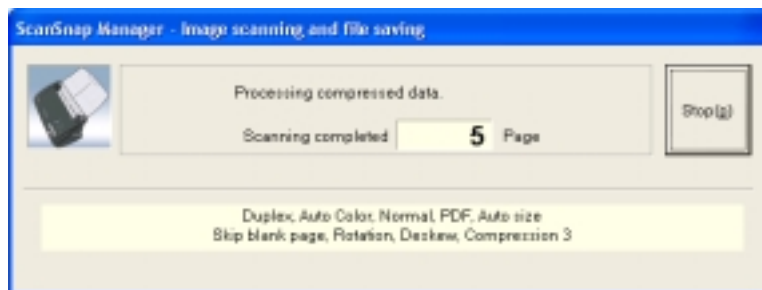 ScanSnap Manager - Image scanning and file saving
Processing compressed data.
Stop(g)
Scanning completed 5 Page
Duplex, Auto Color, Normal, PDF, Auto size
Skip blank page, Rotation, Deskew, Compression 3